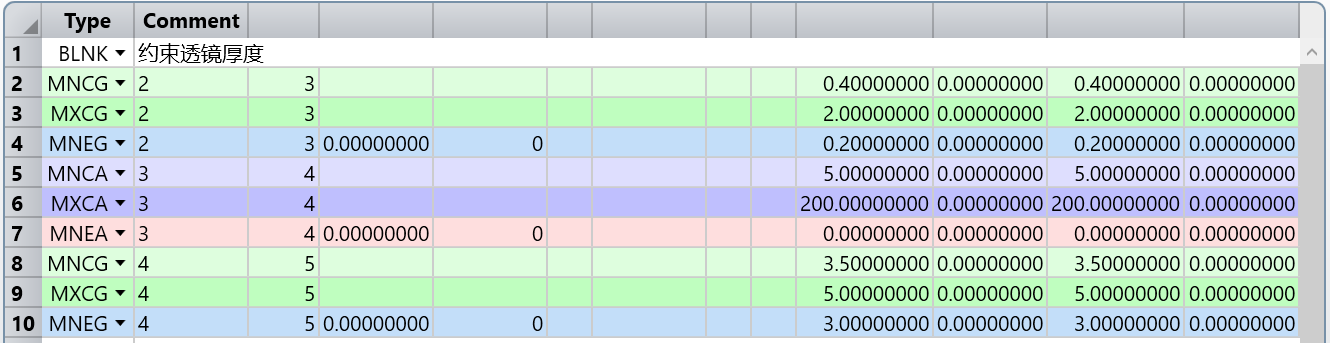 Type Comment
1 BLNK 约束透镜厚度
2 MNCG 2 3 0.40000000 0.00000000 0.40000000 0.00000000
3 MXCG 2 3 2.00000000 0.00000000 2.00000000 0.00000000
4 MNEG 2 3 0.00000000 0 0.20000000 0.00000000 0.20000000 0.00000000
5 MNCA 3 4 5.00000000 0.00000000 5.00000000 0.00000000
6 MXCA 3 4 200.00000000 0.00000000 200.00000000 0.00000000
7 MNEA 3 4 0.00000000 0 0.00000000 0.00000000 0.00000000 0.00000000
8 MNCG 4 5 3.50000000 0.00000000 3.50000000 0.00000000
9 MXCG 4 5 5.00000000 0.00000000 5.00000000 0.00000000
10 MNEG 4 5 0.00000000 0 3.00000000 0.00000000 3.00000000 0.00000000